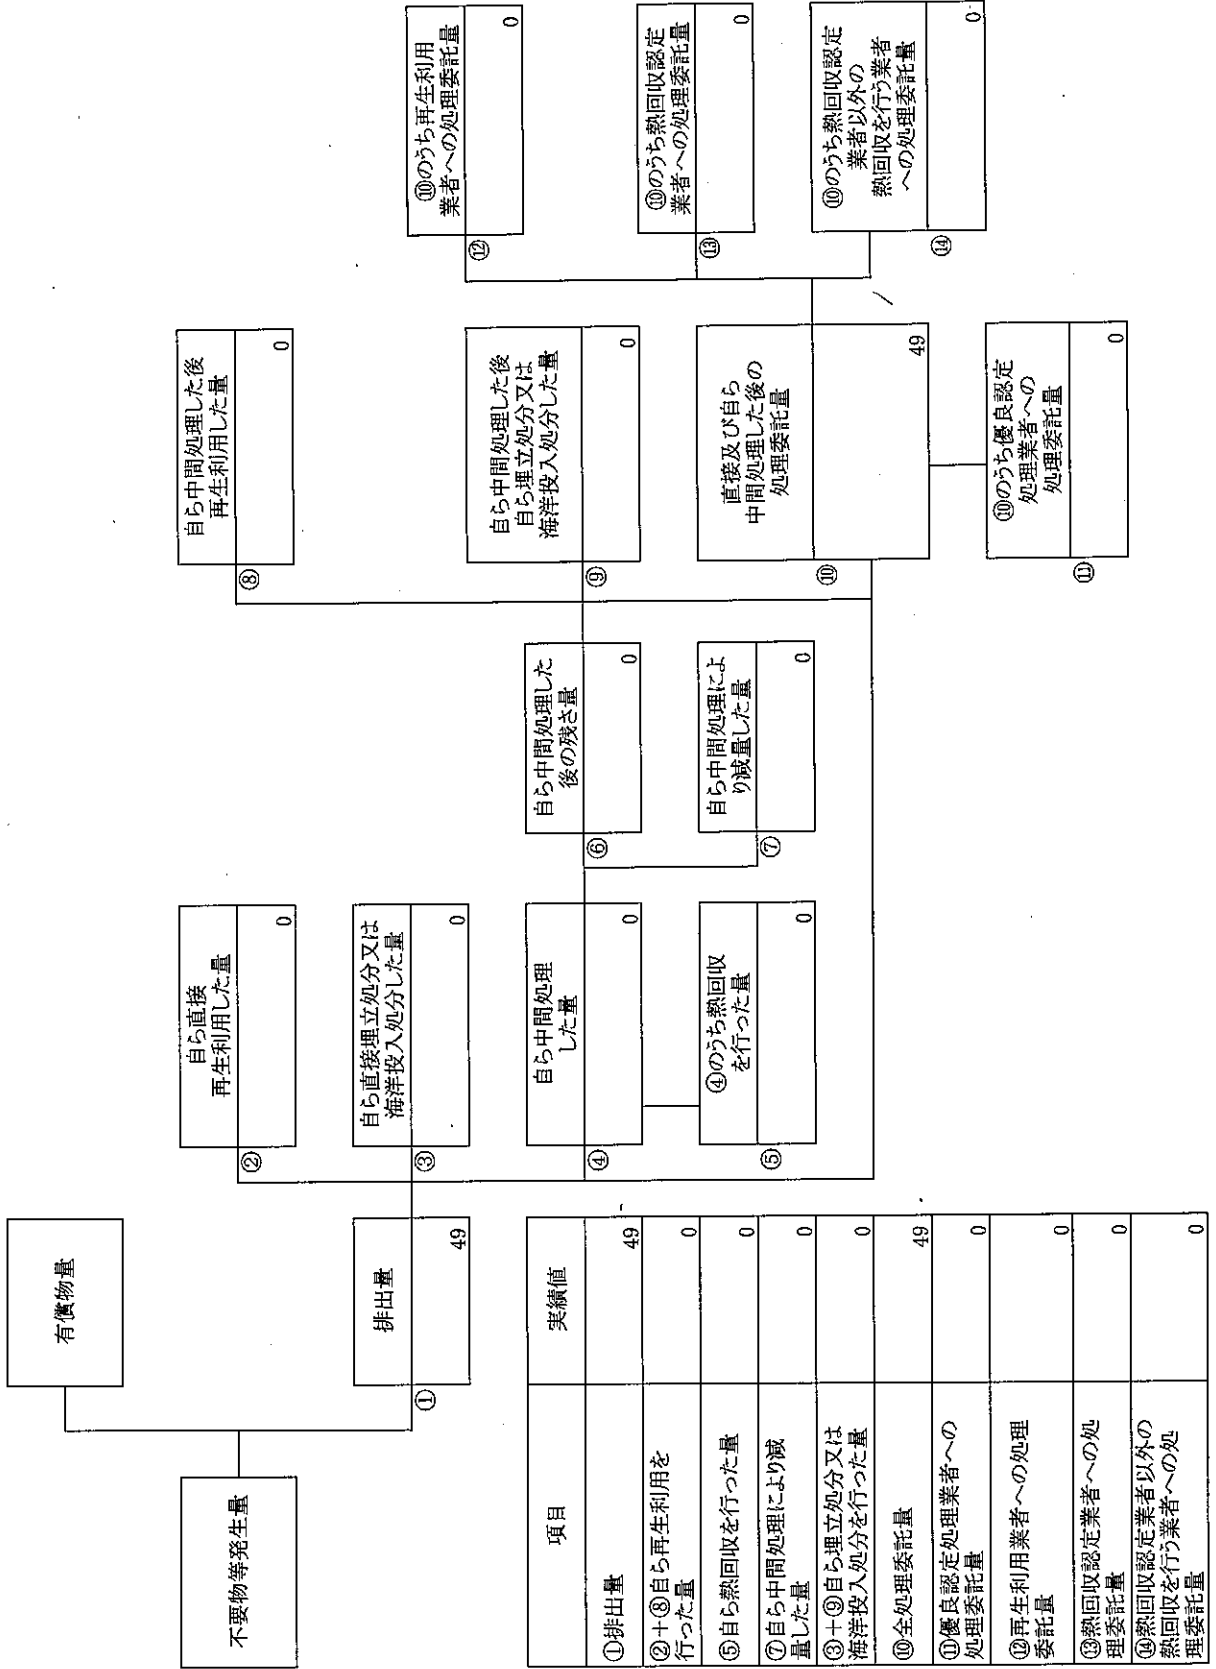 不要物等発生量
有償物量
排出量
①
49
自ら直接
再生利用した量
②
0
自ら直接埋立処分又は
海洋投入処分した量
③
0
自ら中間処理
した量
④
0
④のうち熱回収
を行った量
⑤
0
自ら中間処理した
後の残さ量
⑥
0
自ら中間処理によ
り減量した量
⑦
0
自ら中間処理した後
再生利用した量
⑧
0
自ら中間処理した後
自ら埋立処分又は
海洋投入処分した量
⑨
0
直接及び自ら
中間処理した後の
処理委託量
⑩
49
⑩のうち優良認定
処理業者への
処理委託量
⑪
0
⑩のうち再生利用
業者への処理委託量
⑫
0
⑩のうち熱回収認定
業者への処理委託量
⑬
0
⑩のうち熱回収認定
業者以外の
熱回収を行う業者
への処理委託量
⑭
0
項目
実績値
①排出量
49
②+⑧自ら再生利用を
行った量
0
⑤自ら熱回収を行った量
0
⑦自ら中間処理により減
量した量
0
③+⑨自ら埋立処分又は
海洋投入処分を行った量
0
⑩全処理委託量
49
⑪優良認定処理業者への
処理委託量
0
⑫再生利用業者への処理
委託量
0
⑬熱回収認定業者への処
理委託量
0
⑭熱回収認定業者以外の
熱回収を行う業者への処
理委託量
0